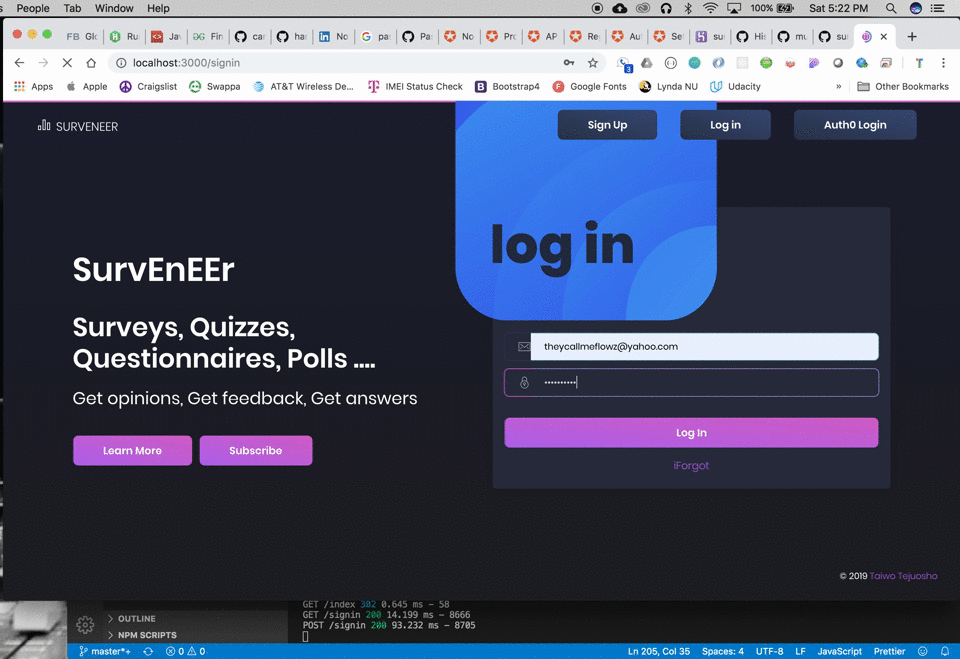 People Tab Window Help 100% Sat 5:22 PM
FB Glo Ru Jav DG Fin ca ha No G pa Pa No Pro AP Re Au Se su His mu su
localhost:3000/signin 3
Apps Apple Craigslist Swappa AT&T Wireless De... IMEI Status Check Bootstrap4 Google Fonts Lynda NU Udacity » Other Bookmarks
SURVENEER Sign Up Log in Auth0 Login
log in
SurvEnEEr
Surveys, Quizzes,
Questionnaires, Polls ....
Get opinions, Get feedback, Get answers
Learn More Subscribe
theycallmeflowz@yahoo.com
••••••••••
Log In
iForgot
© 2019 Taiwo Tejuosho
OUTLINE
NPM SCRIPTS
GET /index 302 0.645 ms - 58
GET /signin 200 14.199 ms - 8666
POST /signin 200 93.232 ms - 8705
master*+ 0 0 Ln 205, Col 35 Spaces: 4 UTF-8 LF JavaScript Prettier